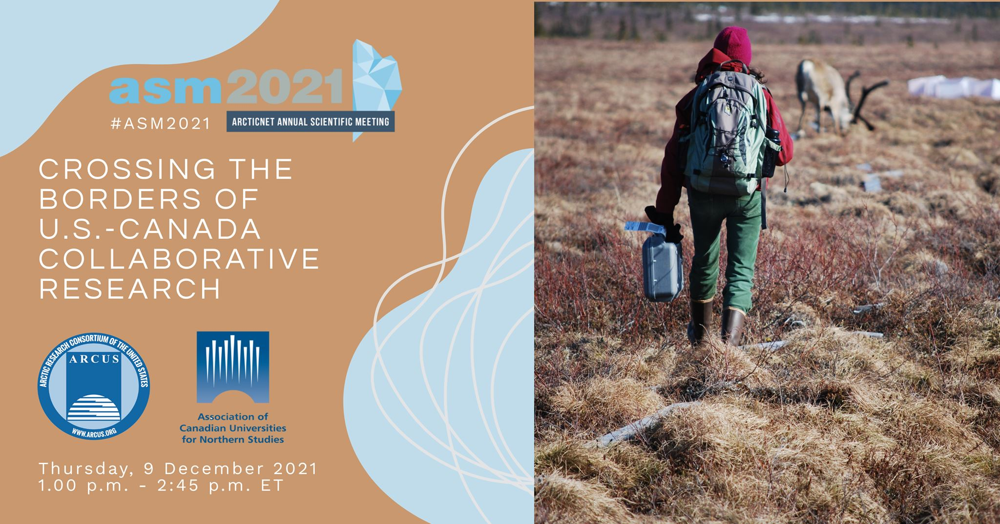 asm2021
#ASM2021
ARCTICNET ANNUAL SCIENTIFIC MEETING
CROSSING THE
BORDERS OF
U.S.-CANADA
COLLABORATIVE
RESEARCH
ARCTIC RESEARCH CONSORTIUM OF THE UNITED STATES
ARCUS
WWW.ARCUS.ORG
Association of
Canadian Universities
for Northern Studies
Thursday, 9 December 2021
1.00 p.m. - 2:45 p.m. ET